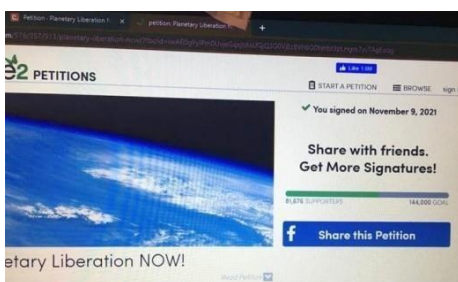 Petition · Planetary Liberation N
petition: Planetary Liberation
e2 PETITIONS
Like 1.6M
START A PETITION
BROWSE
sign
You signed on November 9, 2021
Share with friends.
Get More Signatures!
81,676 SUPPORTERS
144,000 GOAL
f Share this Petition
etary Liberation NOW!
Read Petition